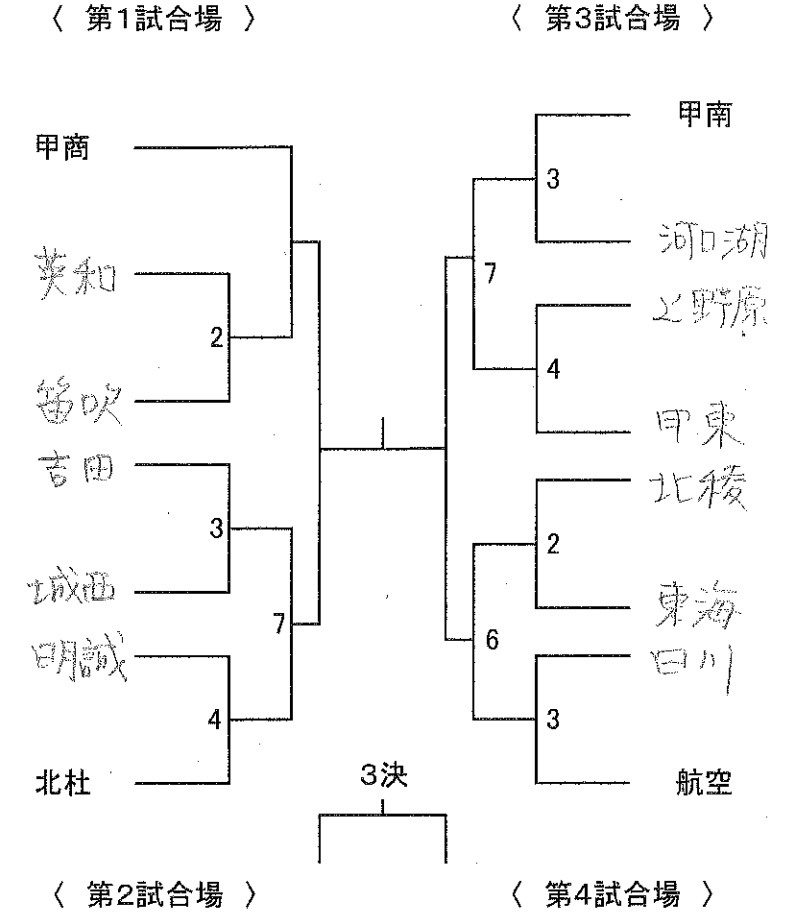 〈 第1試合場 〉
甲商
英和
2
笛吹
吉田
3
城西
7
明誠
4
北杜
〈 第2試合場 〉
〈 第3試合場 〉
甲南
3
河口湖
7
上野原
4
甲東
北稜
2
東海
6
日川
3
航空
〈 第4試合場 〉
3決